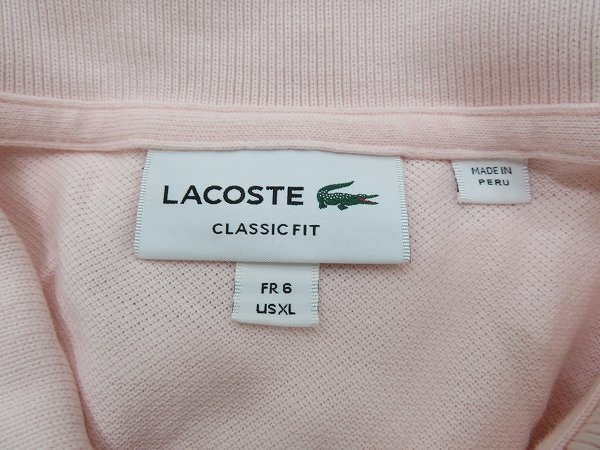 LACOSTE
CLASSIC FIT
FR 6
US XL
MADE IN
PERU